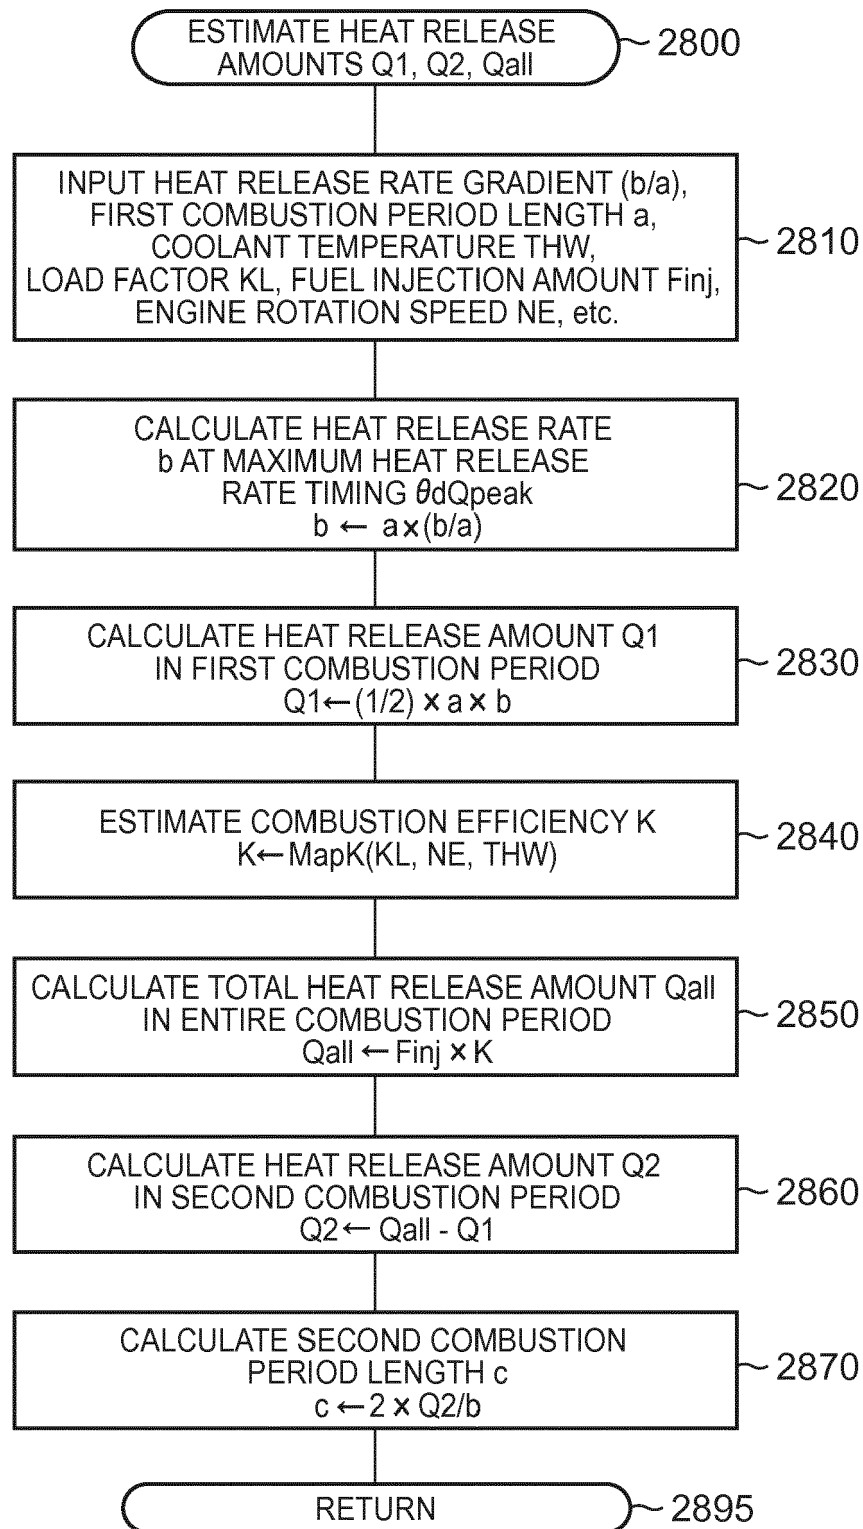 ESTIMATE HEAT RELEASE
AMOUNTS Q1, Q2, Qall
2800
INPUT HEAT RELEASE RATE GRADIENT (b/a),
FIRST COMBUSTION PERIOD LENGTH a,
COOLANT TEMPERATURE THW,
LOAD FACTOR KL, FUEL INJECTION AMOUNT Finj,
ENGINE ROTATION SPEED NE, etc.
2810
CALCULATE HEAT RELEASE RATE
b AT MAXIMUM HEAT RELEASE
RATE TIMING θdQpeak
b ← a×(b/a)
2820
CALCULATE HEAT RELEASE AMOUNT Q1
IN FIRST COMBUSTION PERIOD
Q1←(1/2) × a × b
2830
ESTIMATE COMBUSTION EFFICIENCY K
K←MapK(KL, NE, THW)
2840
CALCULATE TOTAL HEAT RELEASE AMOUNT Qall
IN ENTIRE COMBUSTION PERIOD
Qall ← Finj × K
2850
CALCULATE HEAT RELEASE AMOUNT Q2
IN SECOND COMBUSTION PERIOD
Q2 ← Qall - Q1
2860
CALCULATE SECOND COMBUSTION
PERIOD LENGTH c
c ← 2 × Q2/b
2870
RETURN
2895